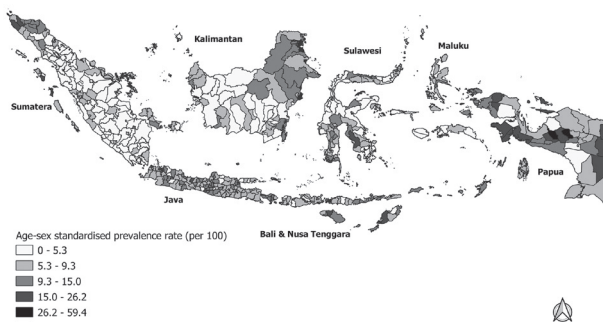 Kalimantan
Sulawesi
Maluku
Sumatera
Papua
Java
Bali & Nusa Tenggara
Age-sex standardised prevalence rate (per 100)
0 - 5.3
5.3 - 9.3
9.3 - 15.0
15.0 - 26.2
26.2 - 59.4